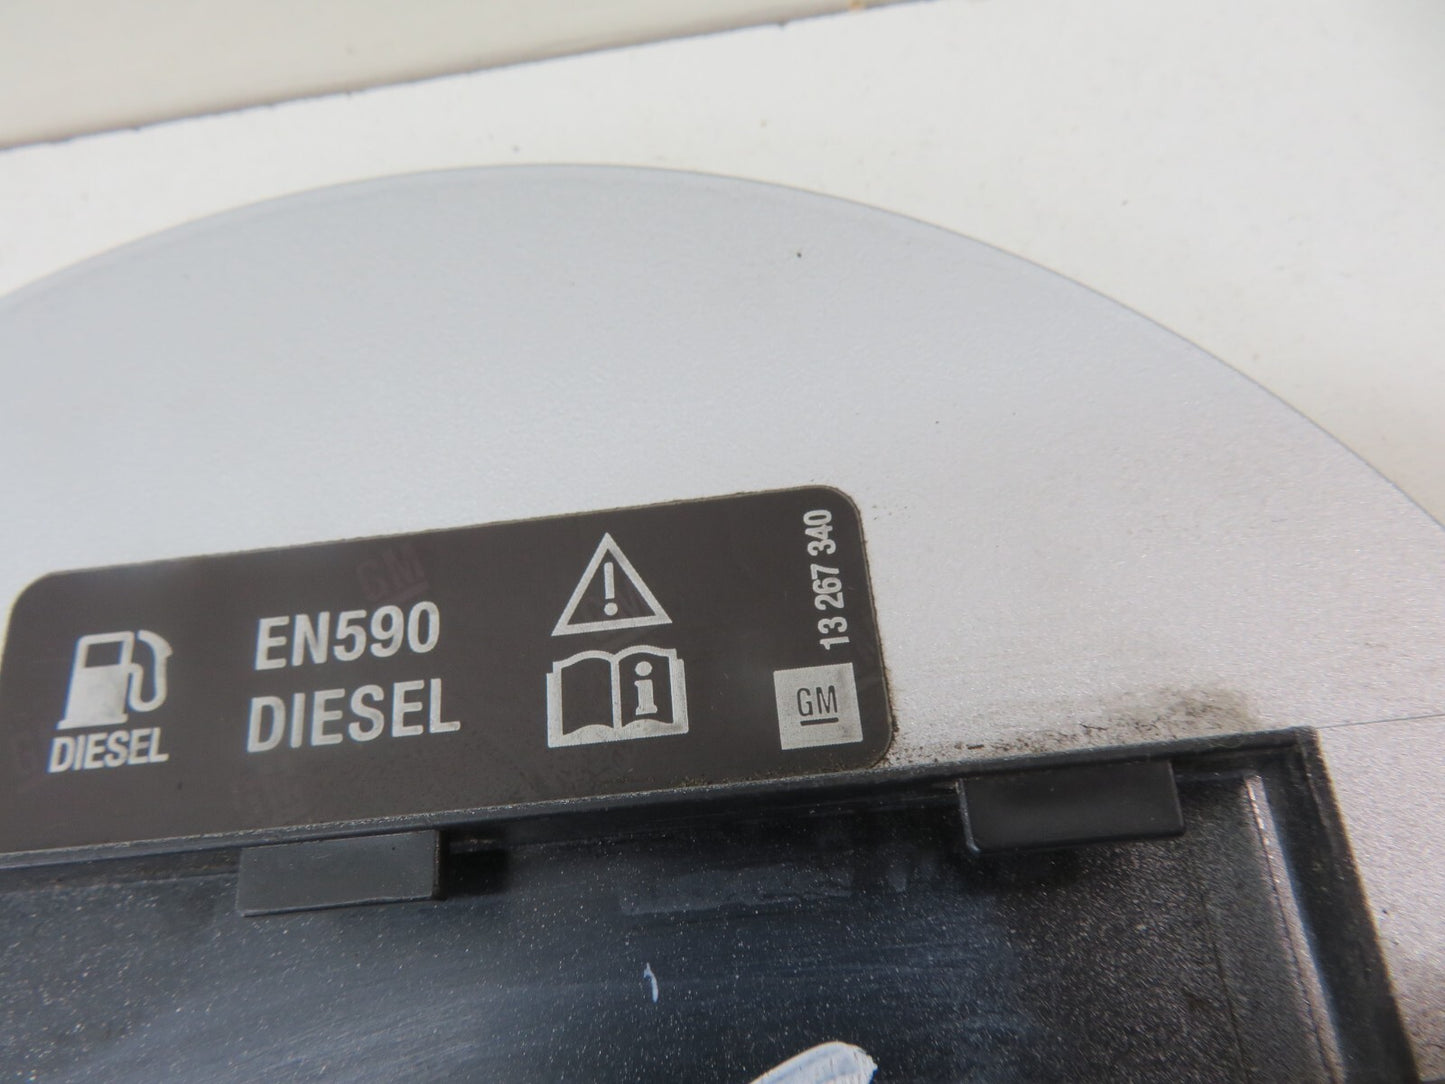 DIESEL
EN590
DIESEL
13 267 340
GM